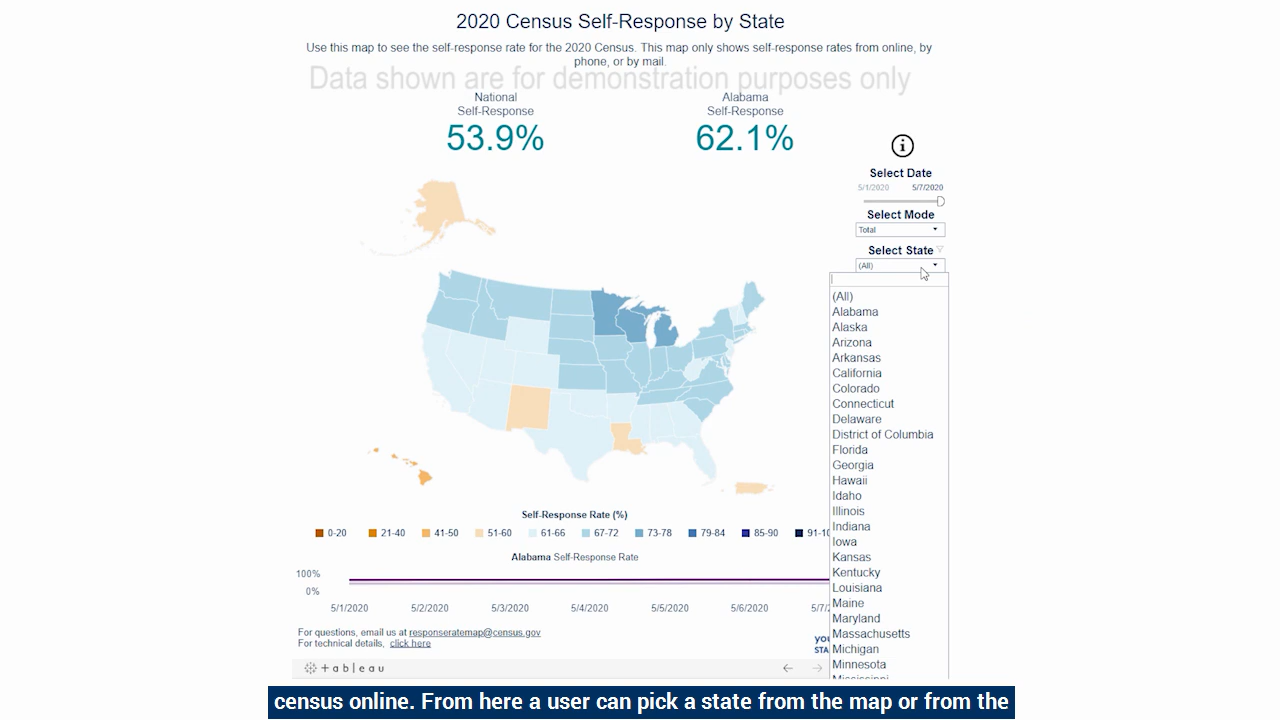 2020 Census Self-Response by State
Use this map to see the self-response rate for the 2020 Census. This map only shows self-response rates from online, by
phone, or by mail.
Data shown are for demonstration purposes only
National
Self-Response
53.9%
Alabama
Self-Response
62.1%
Select Date
5/1/2020 5/7/2020
Select Mode
Total
Select State
(All)
(All)
Alabama
Alaska
Arizona
Arkansas
California
Colorado
Connecticut
Delaware
District of Columbia
Florida
Georgia
Hawaii
Idaho
Illinois
Indiana
Iowa
Kansas
Kentucky
Louisiana
Maine
Maryland
Massachusetts
Michigan
Minnesota
Self-Response Rate (%)
0-20 21-40 41-50 51-60 61-66 67-72 73-78 79-84 85-90 91-10
Alabama Self-Response Rate
100%
0%
5/1/2020 5/2/2020 5/3/2020 5/4/2020 5/5/2020 5/6/2020 5/7/
For questions, email us at responseratemap@census.gov
For technical details, click here
you
STA
+ableau
census online. From here a user can pick a state from the map or from the